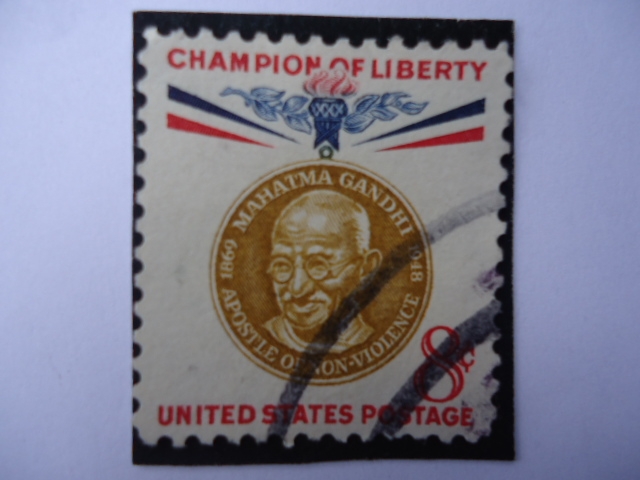 CHAMPION OF LIBERTY
MAHATMA GANDHI
1869
1948
APOSTLE OF NON-VIOLENCE
8¢
UNITED STATES POSTAGE